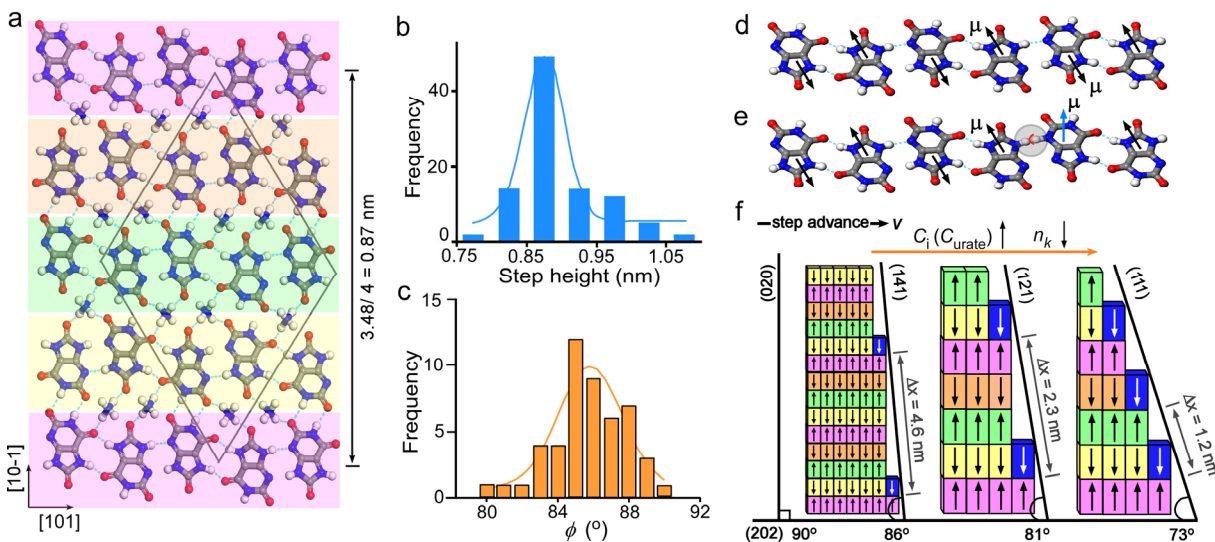 a
3.48/ 4 = 0.87 nm
[10-1]
[101]
b
Frequency
40
20
0
0.75 0.85 0.95 1.05
Step height (nm)
c
Frequency
15
10
5
0
80 84 88 92
ϕ (°)
d
μ
μ
e
μ
μ
f
step advance v
Ci (Curate) nk
(020)
(141)
(121)
(111)
Δx = 4.6 nm
Δx = 2.3 nm
Δx = 1.2 nm
(202) 90° 86° 81° 73°